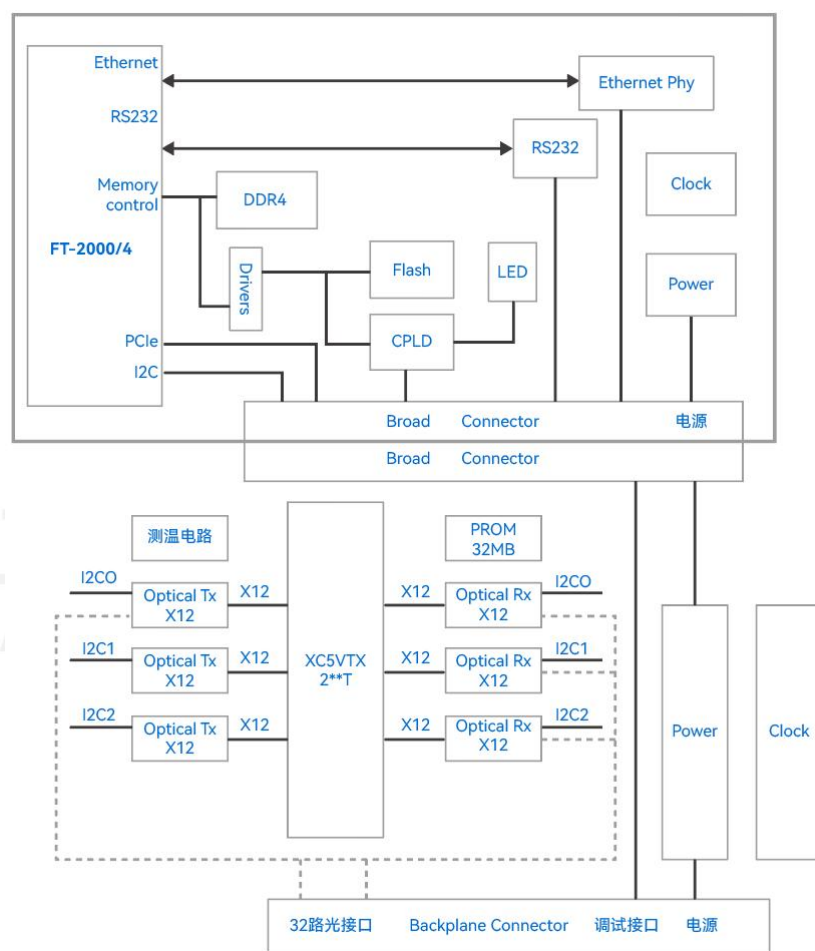 Ethernet
Ethernet Phy
RS232
RS232
Clock
Memory
control
DDR4
FT-2000/4
Drivers
Flash
LED
Power
PCIe
CPLD
I2C
Broad Connector 电源
Broad Connector
测温电路
PROM
32MB
I2CO
Optical Tx
X12
X12
X12
Optical Rx
X12
I2CO
I2C1
Optical Tx
X12
X12
XC5VTX
2**T
X12
Optical Rx
X12
I2C1
I2C2
Optical Tx
X12
X12
X12
Optical Rx
X12
I2C2
Power
Clock
32路光接口 Backplane Connector 调试接口 电源